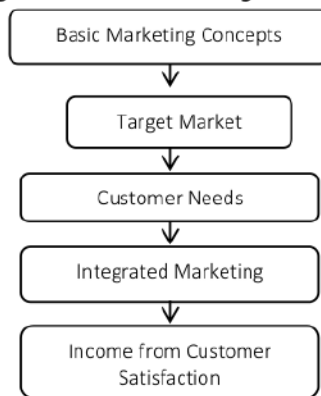 Basic Marketing Concepts
Target Market
Customer Needs
Integrated Marketing
Income from Customer
Satisfaction